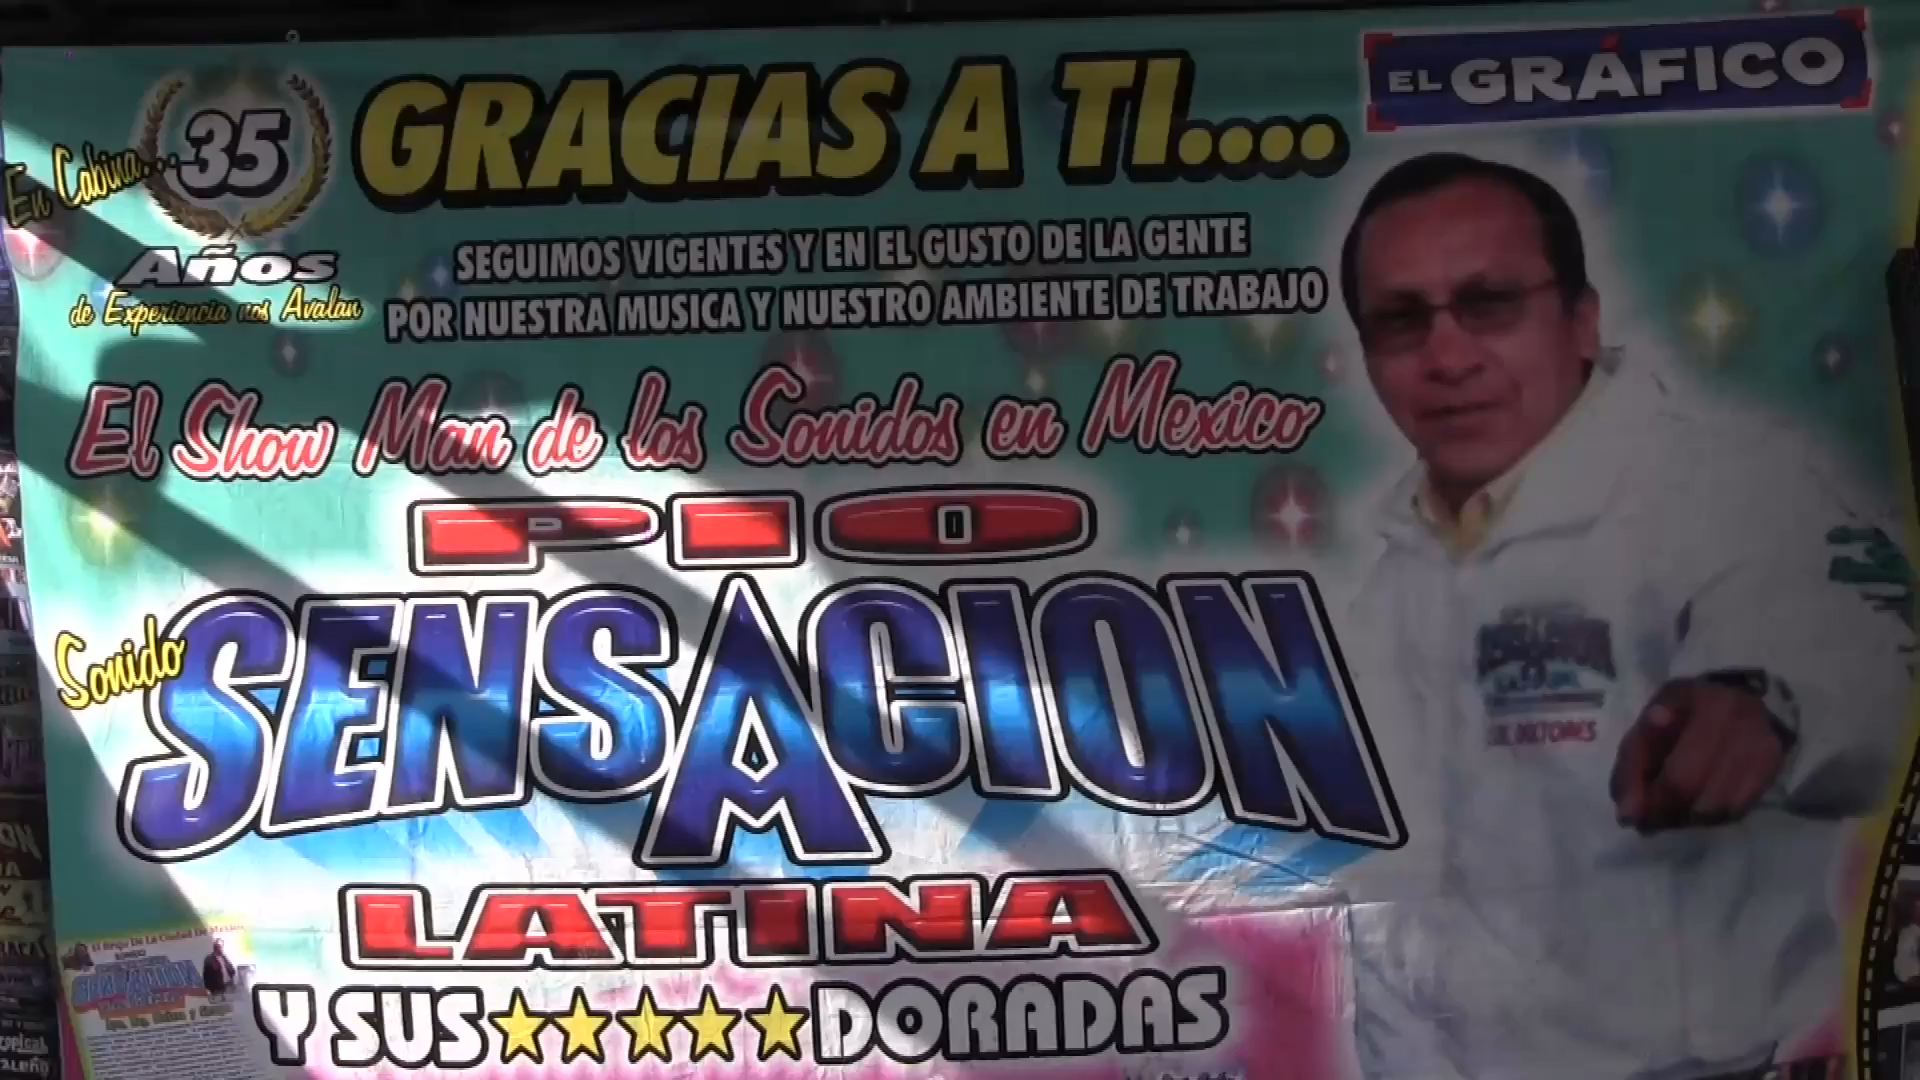 EL GRÁFICO
GRACIAS A TI....
En Cabina...
35
Años
de Experiencia nos Avalan
SEGUIMOS VIGENTES Y EN EL GUSTO DE LA GENTE
POR NUESTRA MUSICA Y NUESTRO AMBIENTE DE TRABAJO
El Show Man de los Sonidos en Mexico
PIO
Sonido
SENSACION
LATINA
Y SUS ★★★★★ DORADAS